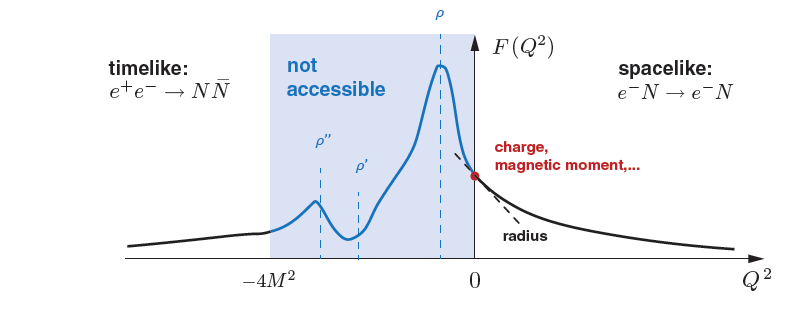 ρ
F(Q²)
timelike:
e⁺e⁻ → NN̄
not
accessible
spacelike:
e⁻N → e⁻N
ρ''
ρ'
charge,
magnetic moment,...
radius
−4M²
0
Q²